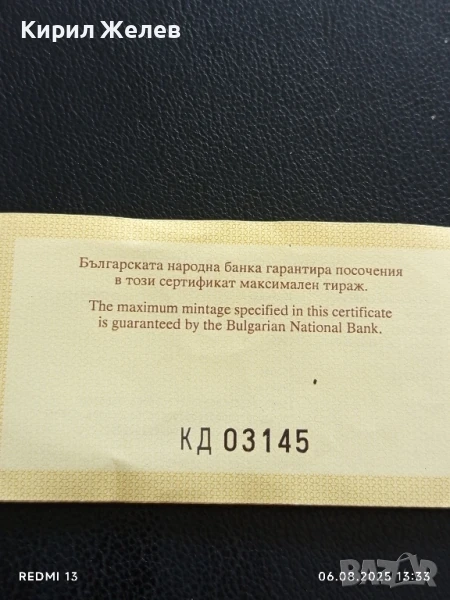 Кирил Желев
Българската народна банка гарантира посочения
в този сертификат максимален тираж.
The maximum mintage specified in this certificate
is guaranteed by the Bulgarian National Bank.
КД 03145
REDMI 13
06.08.2025 13:33
BAZAR